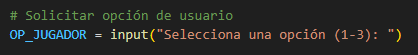 # Solicitar opción de usuario
OP_JUGADOR = input("Selecciona una opción (1-3): ")